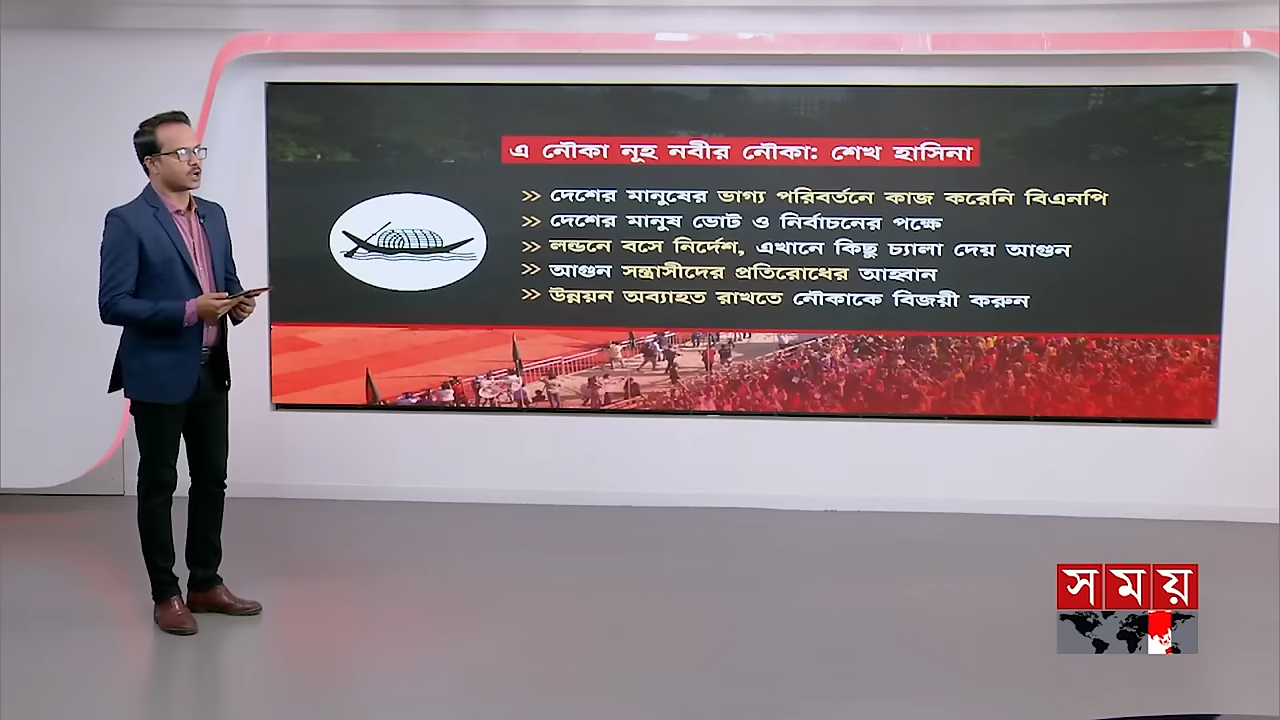 এ নৌকা নূহ নবীর নৌকা: শেখ হাসিনা
>> দেশের মানুষের ভাগ্য পরিবর্তনে কাজ করেনি বিএনপি
>> দেশের মানুষ ভোট ও নির্বাচনের পক্ষে
>> লন্ডনে বসে নির্দেশ, এখানে কিছু চ্যালা দেয় আগুন
>> আগুন সন্ত্রাসীদের প্রতিরোধের আহ্বান
>> উন্নয়ন অব্যাহত রাখতে নৌকাকে বিজয়ী করুন
সময়